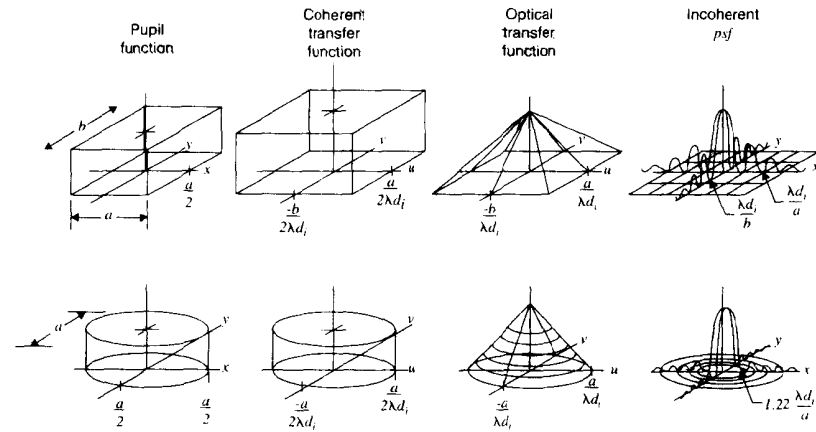 Pupil
function
Coherent
transfer
function
Optical
transfer
function
Incoherent
psf
b
y
x
a/2
a
v
u
-b/2λd_i
a/2λd_i
v
u
-b/λd_i
a/λd_i
y
x
λd_i/b
λd_i/a
a
v
x
a/2
a/2
v
u
-a/2λd_i
a/2λd_i
v
u
-a/λd_i
a/λd_i
y
x
1.22 λd_i/a